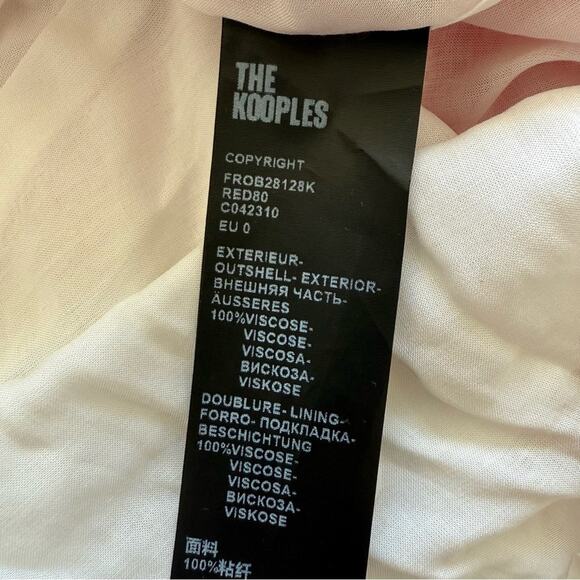 THE
KOOPLES
COPYRIGHT
FROB28128K
RED80
C042310
EU 0
EXTERIEUR-
OUTSHELL- EXTERIOR-
ВНЕШНЯЯ ЧАСТЬ-
ÄUSSERES
100%VISCOSE-
VISCOSE-
VISCOSA-
ВИСКОЗА-
VISKOSE
DOUBLURE- LINING-
FORRO- ПОДКЛАДКА-
BESCHICHTUNG
100%VISCOSE-
VISCOSE-
VISCOSA-
ВИСКОЗА-
VISKOSE
面料
100%粘纤